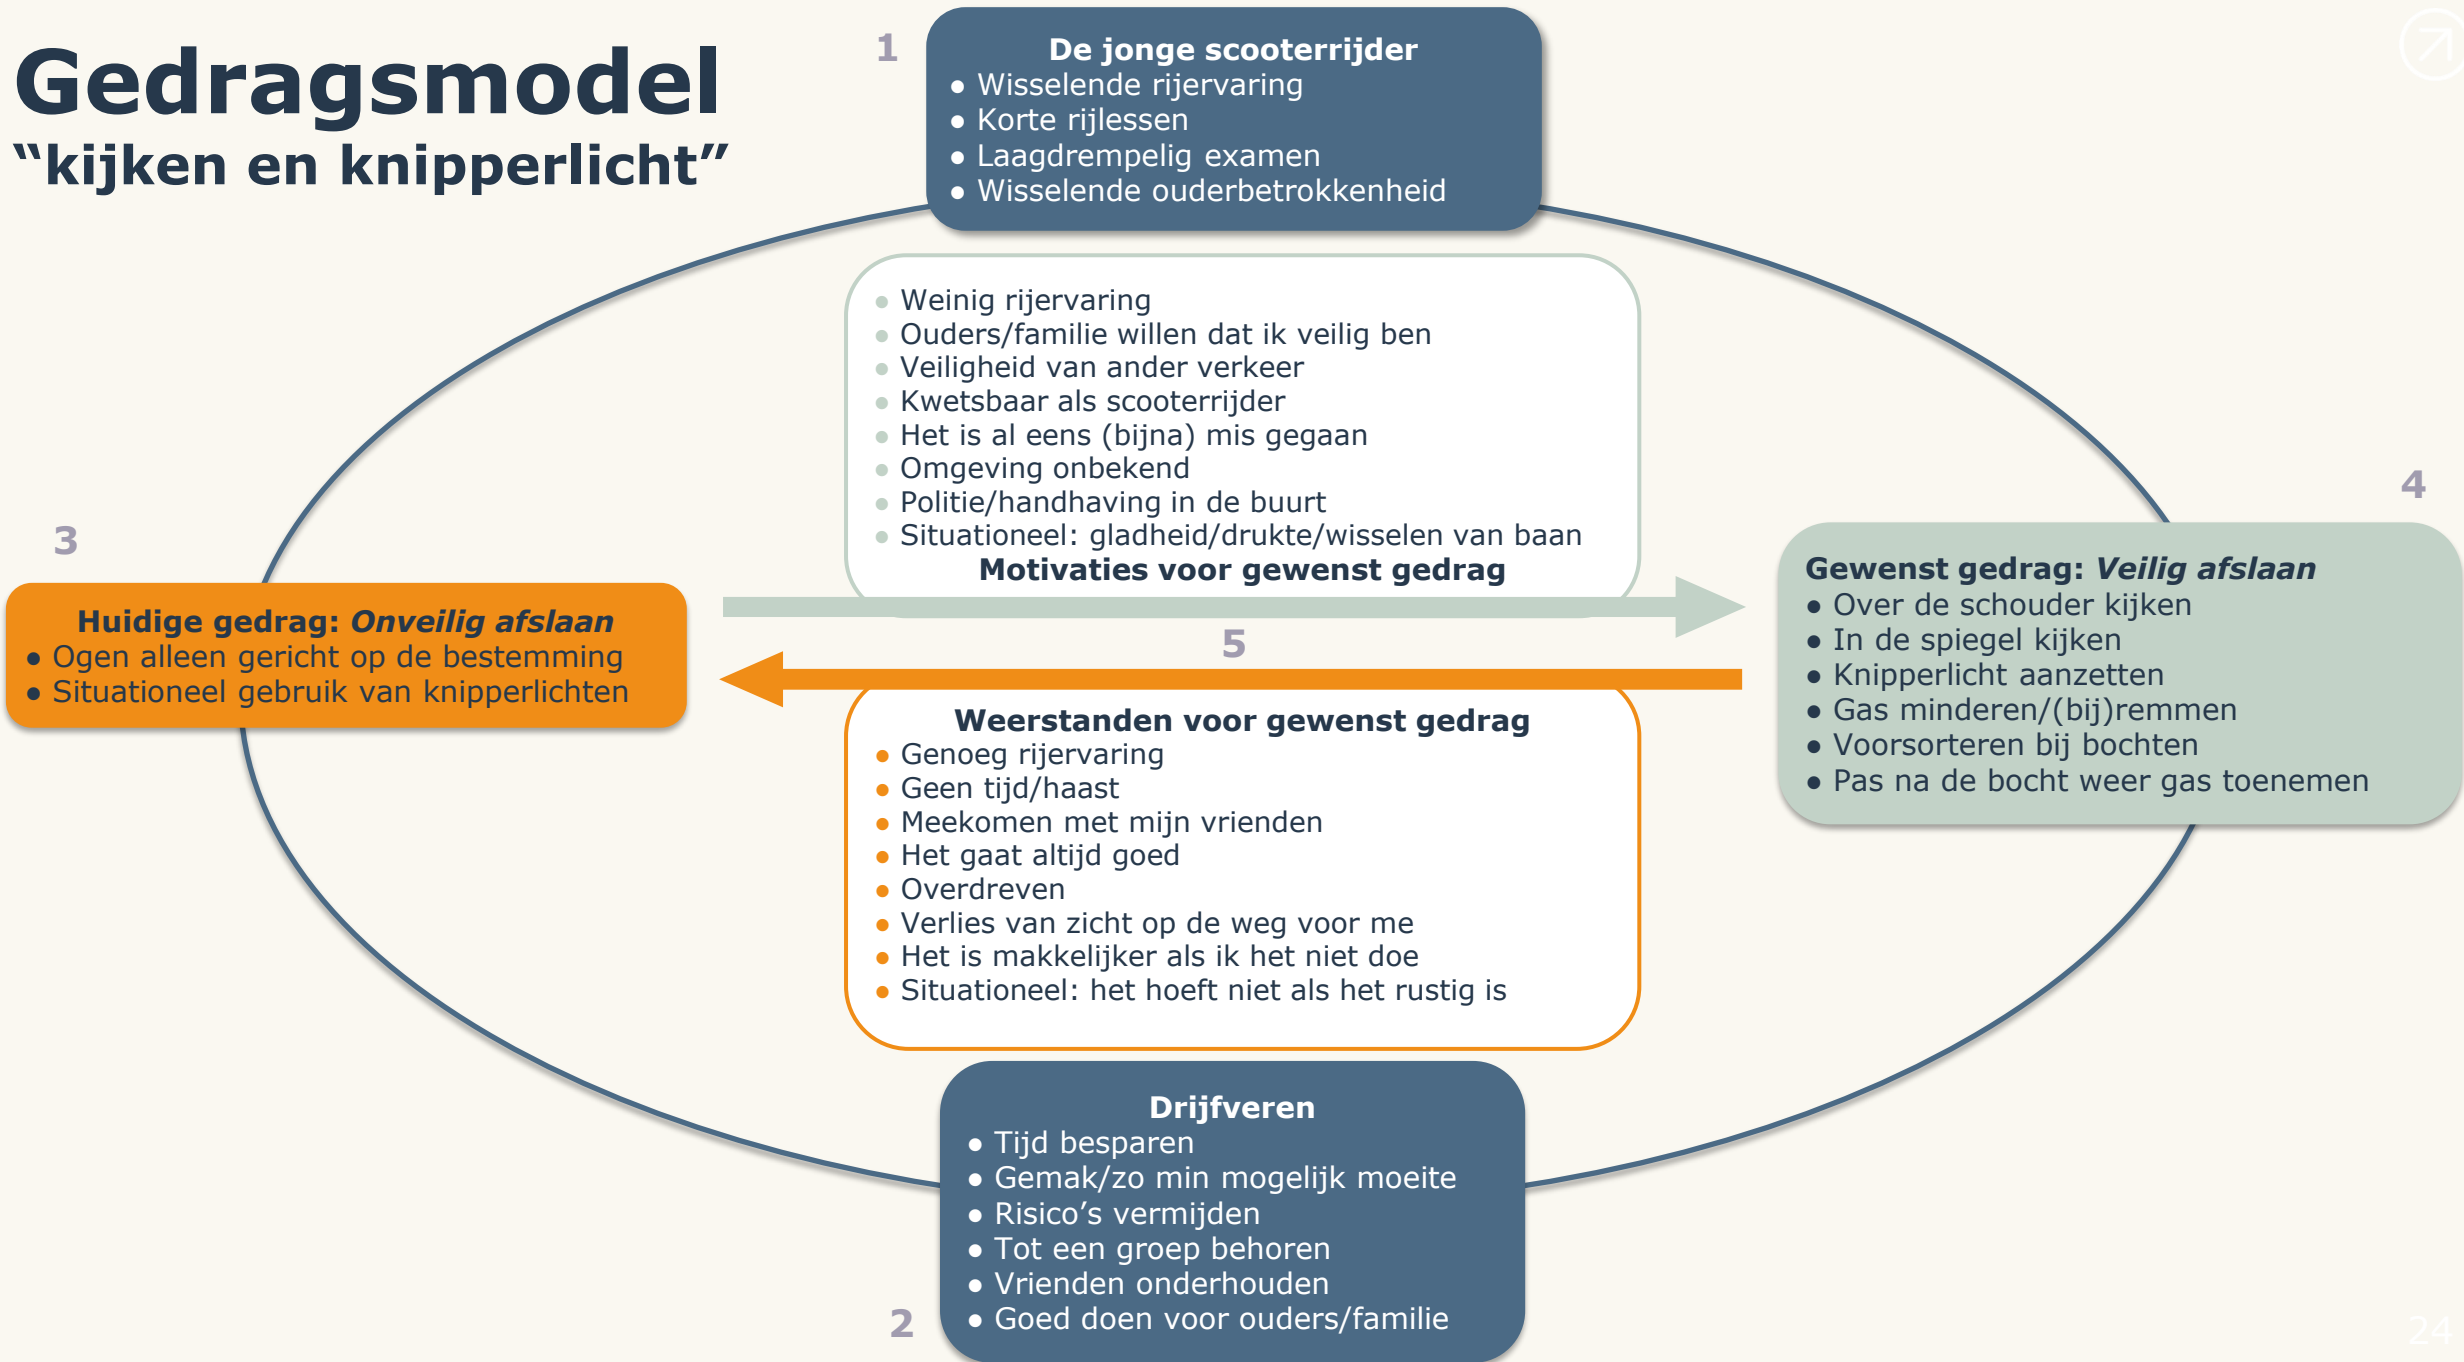 Gedragsmodel
“kijken en knipperlicht”
1
De jonge scooterrijder
● Wisselende rijervaring
● Korte rijlessen
● Laagdrempelig examen
● Wisselende ouderbetrokkenheid
● Weinig rijervaring
● Ouders/familie willen dat ik veilig ben
● Veiligheid van ander verkeer
● Kwetsbaar als scooterrijder
● Het is al eens (bijna) mis gegaan
● Omgeving onbekend
● Politie/handhaving in de buurt
● Situationeel: gladheid/drukte/wisselen van baan
Motivaties voor gewenst gedrag
3
Huidige gedrag: Onveilig afslaan
● Ogen alleen gericht op de bestemming
● Situationeel gebruik van knipperlichten
4
Gewenst gedrag: Veilig afslaan
● Over de schouder kijken
● In de spiegel kijken
● Knipperlicht aanzetten
● Gas minderen/(bij)remmen
● Voorsorteren bij bochten
● Pas na de bocht weer gas toenemen
5
Weerstanden voor gewenst gedrag
● Genoeg rijervaring
● Geen tijd/haast
● Meekomen met mijn vrienden
● Het gaat altijd goed
● Overdreven
● Verlies van zicht op de weg voor me
● Het is makkelijker als ik het niet doe
● Situationeel: het hoeft niet als het rustig is
2
Drijfveren
● Tijd besparen
● Gemak/zo min mogelijk moeite
● Risico’s vermijden
● Tot een groep behoren
● Vrienden onderhouden
● Goed doen voor ouders/familie
24